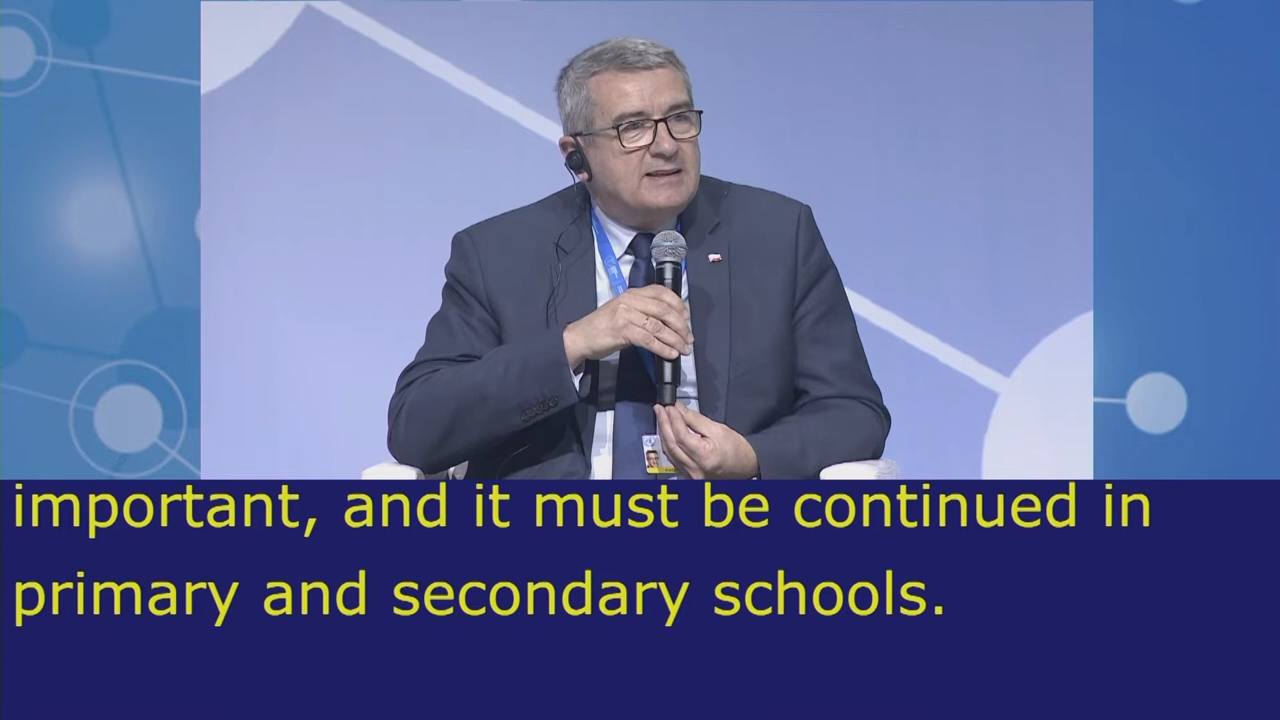 important, and it must be continued in
primary and secondary schools.